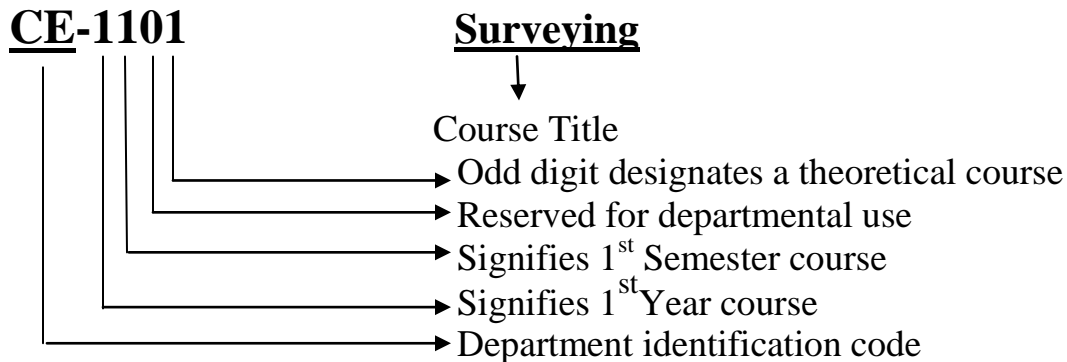 CE-1101 Surveying
Course Title
Odd digit designates a theoretical course
Reserved for departmental use
Signifies 1st Semester course
Signifies 1st Year course
Department identification code